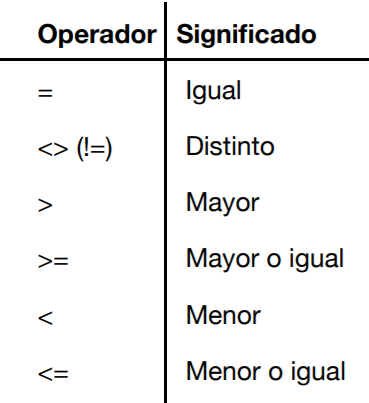 Operador Significado
= Igual
<> (!=) Distinto
> Mayor
>= Mayor o igual
< Menor
<= Menor o igual